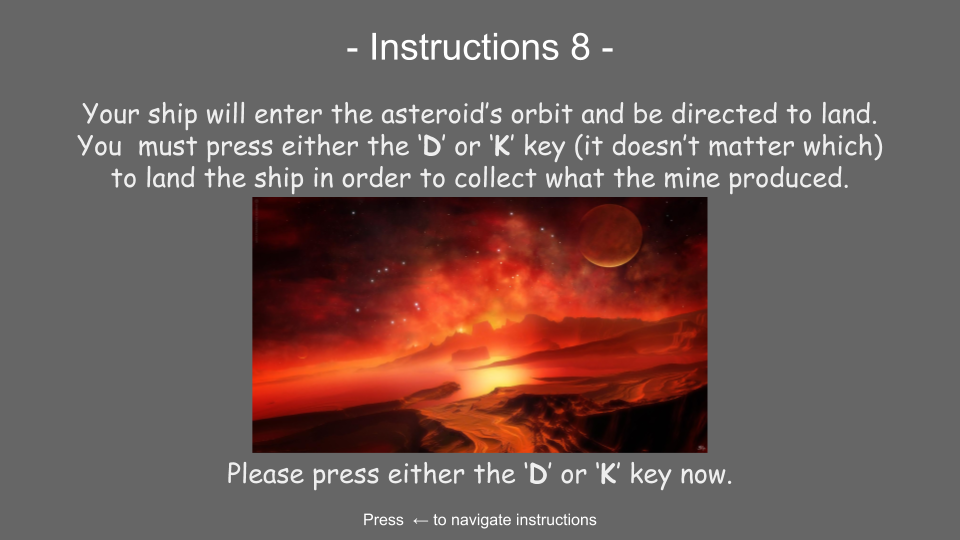 - Instructions 8 -
Your ship will enter the asteroid’s orbit and be directed to land.
You  must press either the ‘D’ or ‘K’ key (it doesn’t matter which)
to land the ship in order to collect what the mine produced.
Please press either the ‘D’ or ‘K’ key now.
Press  ← to navigate instructions